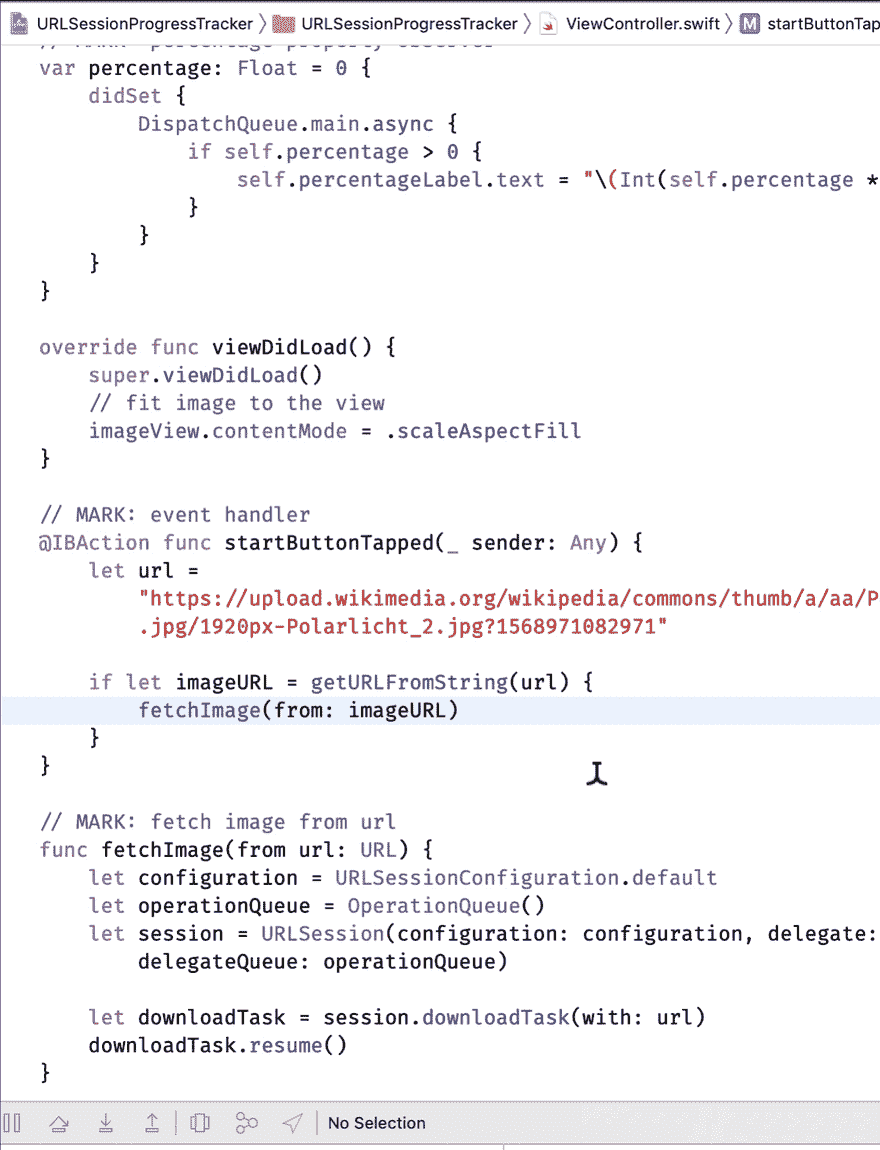 URLSessionProgressTracker URLSessionProgressTracker ViewController.swift M startButtonTap
// MARK: percentage property observer
var percentage: Float = 0 {
didSet {
DispatchQueue.main.async {
if self.percentage > 0 {
self.percentageLabel.text = "\(Int(self.percentage *
}
}
}
}
override func viewDidLoad() {
super.viewDidLoad()
// fit image to the view
imageView.contentMode = .scaleAspectFill
}
// MARK: event handler
@IBAction func startButtonTapped(_ sender: Any) {
let url =
"https://upload.wikimedia.org/wikipedia/commons/thumb/a/aa/P
.jpg/1920px-Polarlicht_2.jpg?1568971082971"
if let imageURL = getURLFromString(url) {
fetchImage(from: imageURL)
}
}
// MARK: fetch image from url
func fetchImage(from url: URL) {
let configuration = URLSessionConfiguration.default
let operationQueue = OperationQueue()
let session = URLSession(configuration: configuration, delegate:
delegateQueue: operationQueue)
let downloadTask = session.downloadTask(with: url)
downloadTask.resume()
}
No Selection